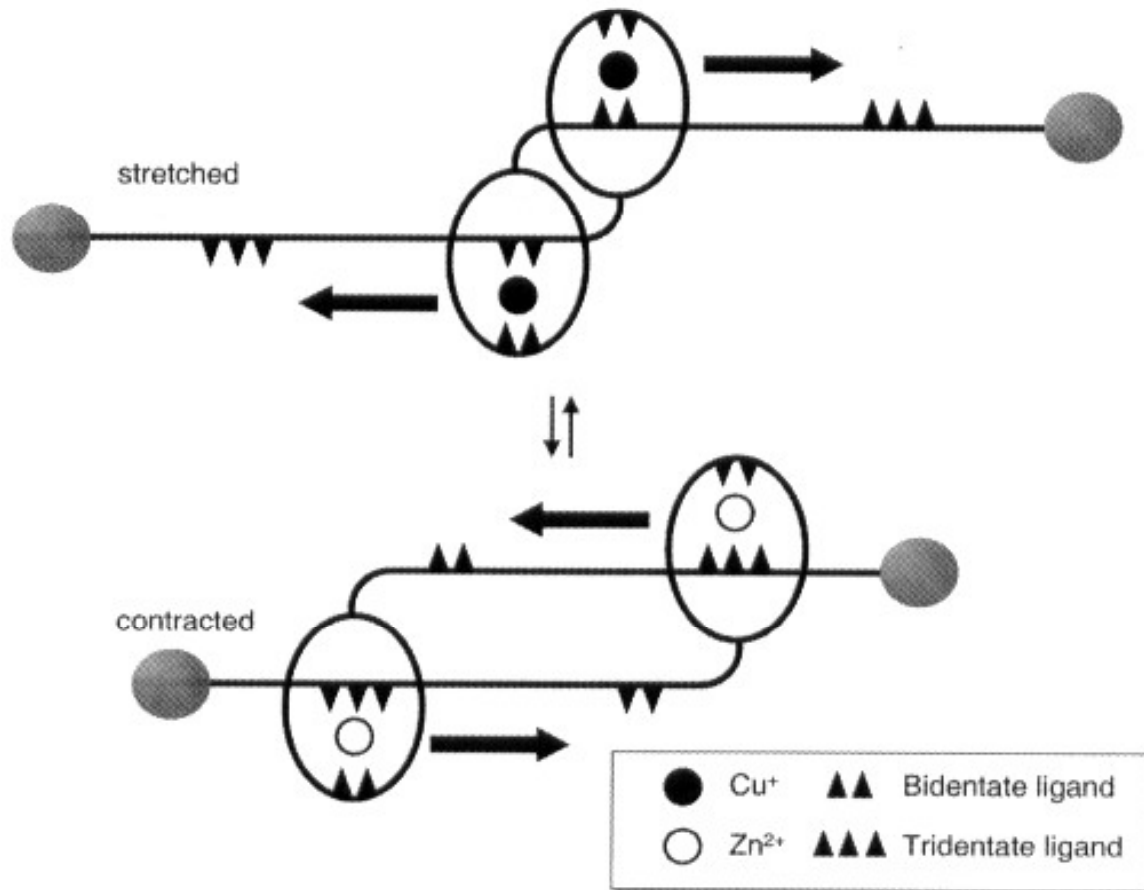 stretched
contracted
Cu⁺ Bidentate ligand
Zn²⁺ Tridentate ligand